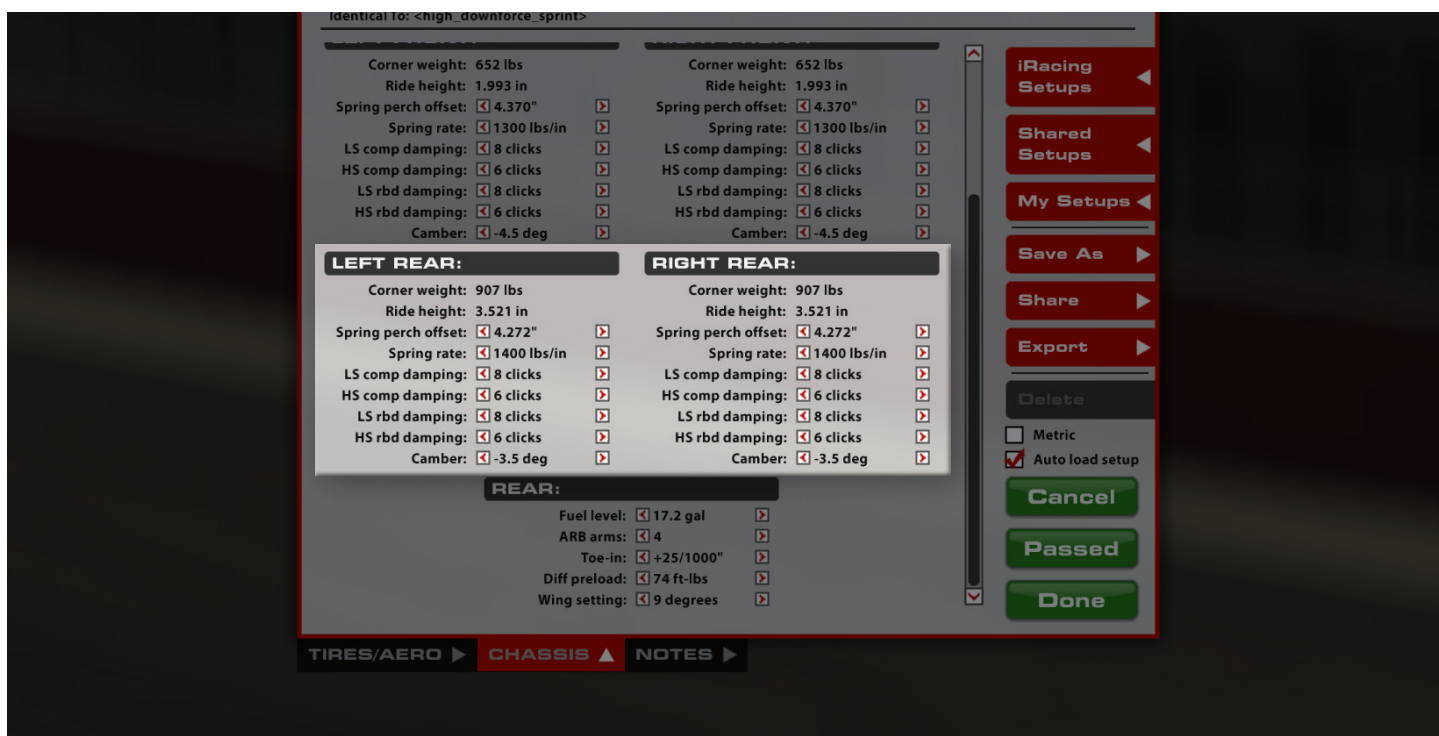 Identical To: <high_downforce_sprint>
Corner weight: 652 lbs
Ride height: 1.993 in
Spring perch offset: 4.370"
Spring rate: 1300 lbs/in
LS comp damping: 8 clicks
HS comp damping: 6 clicks
LS rbd damping: 8 clicks
HS rbd damping: 6 clicks
Camber: -4.5 deg
Corner weight: 652 lbs
Ride height: 1.993 in
Spring perch offset: 4.370"
Spring rate: 1300 lbs/in
LS comp damping: 8 clicks
HS comp damping: 6 clicks
LS rbd damping: 8 clicks
HS rbd damping: 6 clicks
Camber: -4.5 deg
LEFT REAR:
Corner weight: 907 lbs
Ride height: 3.521 in
Spring perch offset: 4.272"
Spring rate: 1400 lbs/in
LS comp damping: 8 clicks
HS comp damping: 6 clicks
LS rbd damping: 8 clicks
HS rbd damping: 6 clicks
Camber: -3.5 deg
RIGHT REAR:
Corner weight: 907 lbs
Ride height: 3.521 in
Spring perch offset: 4.272"
Spring rate: 1400 lbs/in
LS comp damping: 8 clicks
HS comp damping: 6 clicks
LS rbd damping: 8 clicks
HS rbd damping: 6 clicks
Camber: -3.5 deg
REAR:
Fuel level: 17.2 gal
ARB arms: 4
Toe-in: +25/1000"
Diff preload: 74 ft-lbs
Wing setting: 9 degrees
iRacing
Setups
Shared
Setups
My Setups
Save As
Share
Export
Delete
Metric
Auto load setup
Cancel
Passed
Done
TIRES/AERO
CHASSIS
NOTES